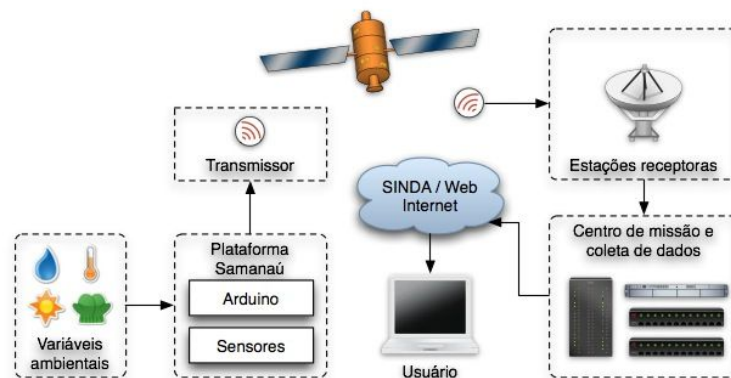 Transmissor
Estações receptoras
SINDA / Web
Internet
Centro de missão e
coleta de dados
Plataforma
Samanaú
Arduino
Sensores
Variáveis
ambientais
Usuário